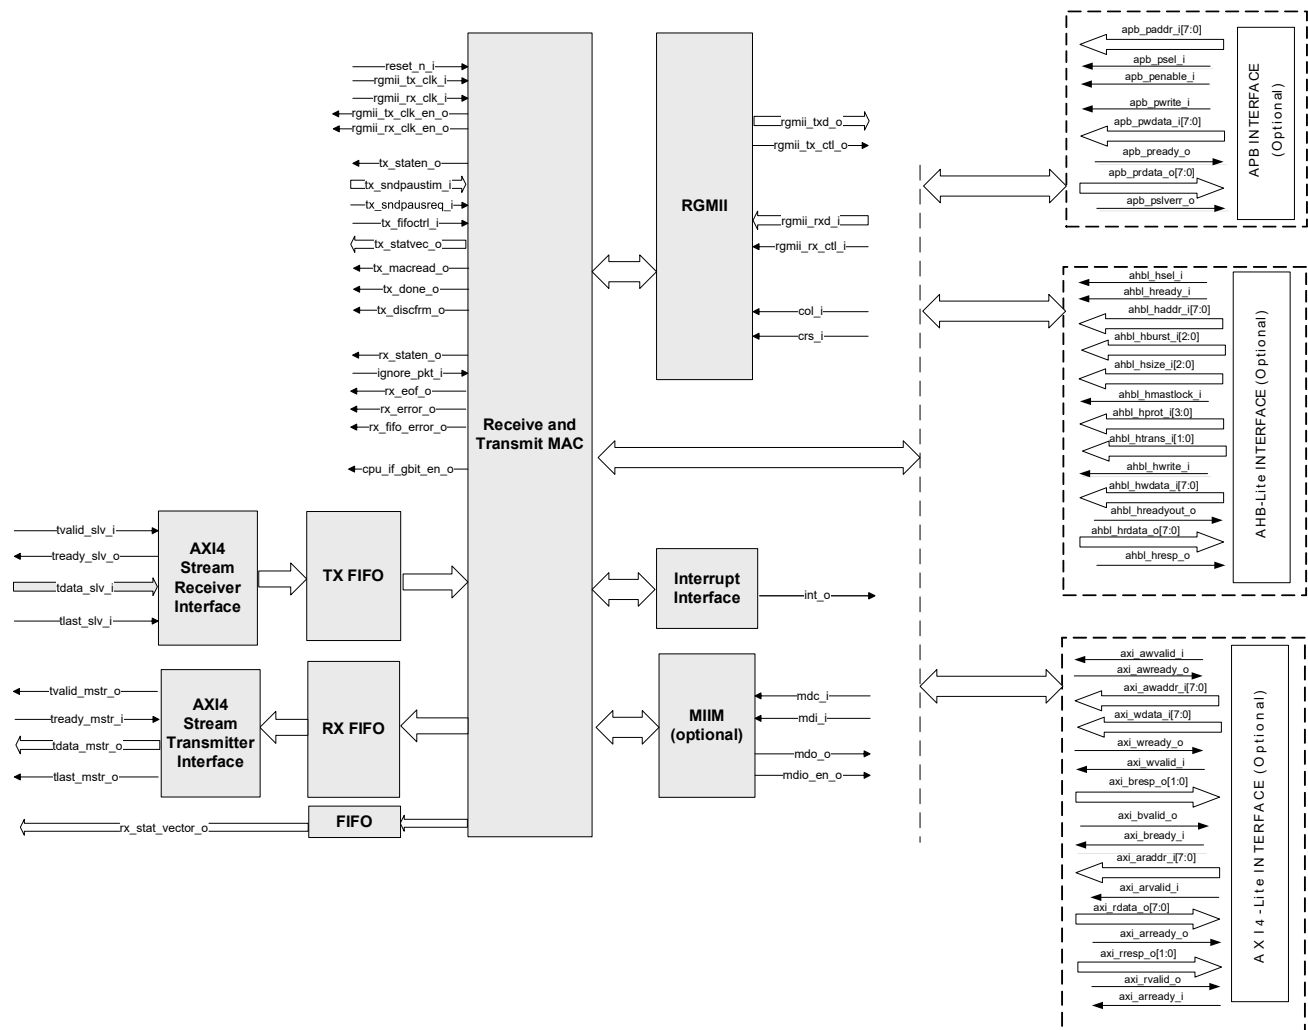 reset_n_i
rgmii_tx_clk_i
rgmii_rx_clk_i
rgmii_tx_clk_en_o
rgmii_rx_clk_en_o
tx_staten_o
tx_sndpaustim_i
tx_sndpausreq_i
tx_fifoctrl_i
tx_statvec_o
tx_macread_o
tx_done_o
tx_discfrm_o
rx_staten_o
ignore_pkt_i
rx_eof_o
rx_error_o
rx_fifo_error_o
cpu_if_gbit_en_o
Receive and
Transmit MAC
tvalid_slv_i
tready_slv_o
tdata_slv_i
tlast_slv_i
AXI4
Stream
Receiver
Interface
TX FIFO
tvalid_mstr_o
tready_mstr_i
tdata_mstr_o
tlast_mstr_o
AXI4
Stream
Transmitter
Interface
RX FIFO
rx_stat_vector_o
FIFO
RGMII
rgmii_txd_o
rgmii_tx_ctl_o
rgmii_rxd_i
rgmii_rx_ctl_i
col_i
crs_i
Interrupt
Interface
int_o
MIIM
(optional)
mdc_i
mdi_i
mdo_o
mdio_en_o
apb_paddr_i[7:0]
apb_psel_i
apb_penable_i
apb_pwrite_i
apb_pwdata_i[7:0]
apb_pready_o
apb_prdata_o[7:0]
apb_pslverr_o
APB INTERFACE
(Optional)
ahbl_hsel_i
ahbl_hready_i
ahbl_haddr_i[7:0]
ahbl_hburst_i[2:0]
ahbl_hsize_i[2:0]
ahbl_hmastlock_i
ahbl_hprot_i[3:0]
ahbl_htrans_i[1:0]
ahbl_hwrite_i
ahbl_hwdata_i[7:0]
ahbl_hreadyout_o
ahbl_hrdata_o[7:0]
ahbl_hresp_o
AHB-Lite INTERFACE (Optional)
axi_awvalid_i
axi_awready_o
axi_awaddr_i[7:0]
axi_wdata_i[7:0]
axi_wready_o
axi_wvalid_i
axi_bresp_o[1:0]
axi_bvalid_o
axi_bready_i
axi_araddr_i[7:0]
axi_arvalid_i
axi_rdata_o[7:0]
axi_arready_o
axi_rresp_o[1:0]
axi_rvalid_o
axi_arready_i
AXI4-Lite INTERFACE (Optional)